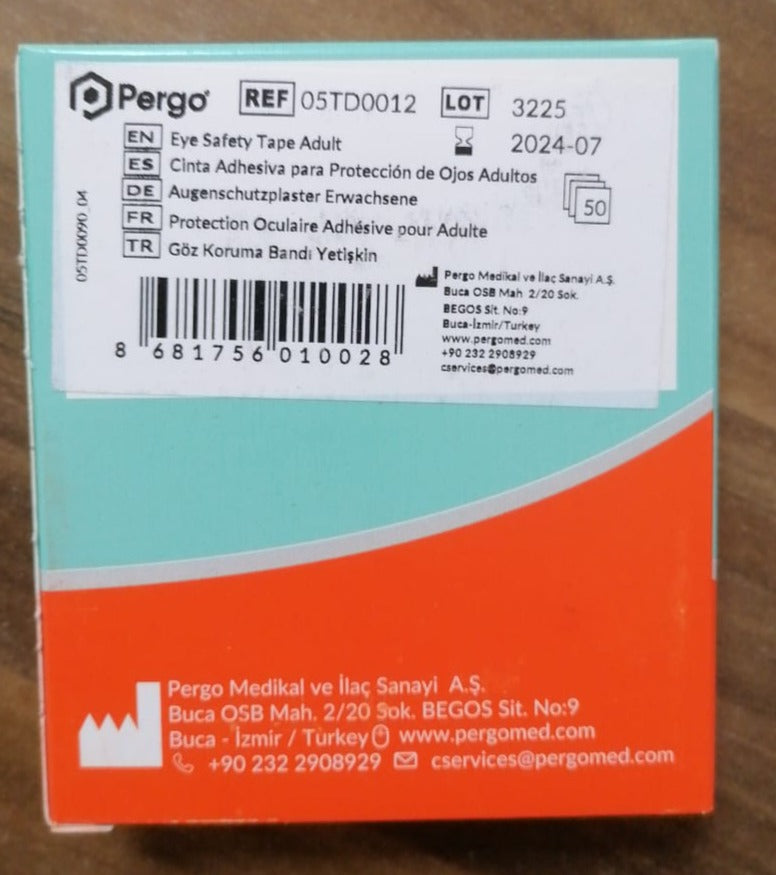 Pergo®
REF 05TD0012
LOT 3225
2024-07
EN Eye Safety Tape Adult
ES Cinta Adhesiva para Protección de Ojos Adultos
DE Augenschutzplaster Erwachsene
FR Protection Oculaire Adhésive pour Adulte
TR Göz Koruma Bandı Yetişkin
50
05TD0090_04
8 681756 010028
Pergo Medikal ve İlaç Sanayi A.Ş.
Buca OSB Mah 2/20 Sok.
BEGOS Sit. No:9
Buca-İzmir/Turkey
www.pergomed.com
+90 232 2908929
cservices@pergomed.com
Pergo Medikal ve İlaç Sanayi A.Ş.
Buca OSB Mah. 2/20 Sok. BEGOS Sit. No:9
Buca - İzmir / Turkey www.pergomed.com
+90 232 2908929 cservices@pergomed.com